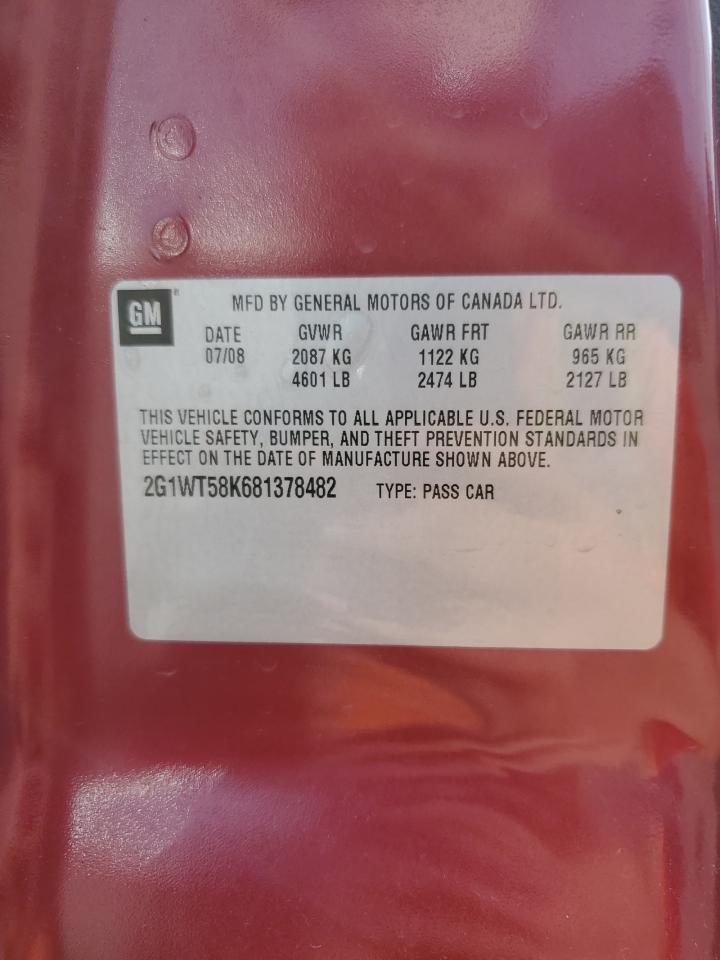 GM
MFD BY GENERAL MOTORS OF CANADA LTD.
DATE GVWR GAWR FRT GAWR RR
07/08 2087 KG 1122 KG 965 KG
4601 LB 2474 LB 2127 LB
THIS VEHICLE CONFORMS TO ALL APPLICABLE U.S. FEDERAL MOTOR
VEHICLE SAFETY, BUMPER, AND THEFT PREVENTION STANDARDS IN
EFFECT ON THE DATE OF MANUFACTURE SHOWN ABOVE.
2G1WT58K681378482 TYPE: PASS CAR